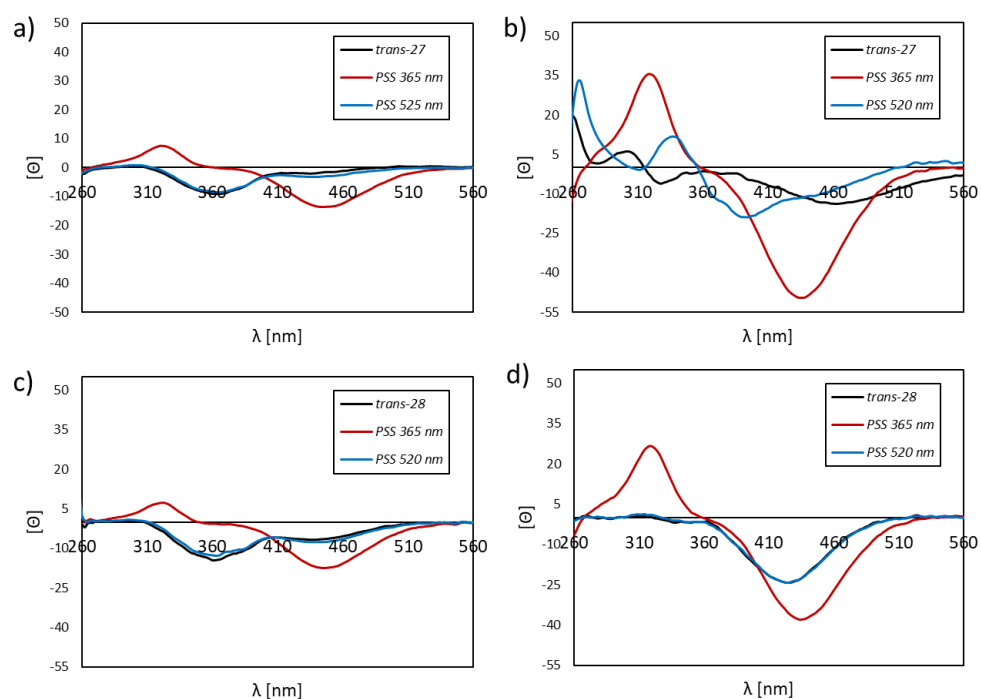 a)
50
40
30
20
10
0
-10
-20
-30
-40
-50
[Θ]
260 310 360 410 460 510 560
λ [nm]
trans-27
PSS 365 nm
PSS 525 nm
b)
50
35
20
5
-10
-25
-40
-55
[Θ]
260 310 360 410 460 510 560
λ [nm]
trans-27
PSS 365 nm
PSS 520 nm
c)
50
35
20
5
-10
-25
-40
-55
[Θ]
260 310 360 410 460 510 560
λ [nm]
trans-28
PSS 365 nm
PSS 520 nm
d)
50
35
20
5
-10
-25
-40
-55
[Θ]
260 310 360 410 460 510 560
λ [nm]
trans-28
PSS 365 nm
PSS 520 nm